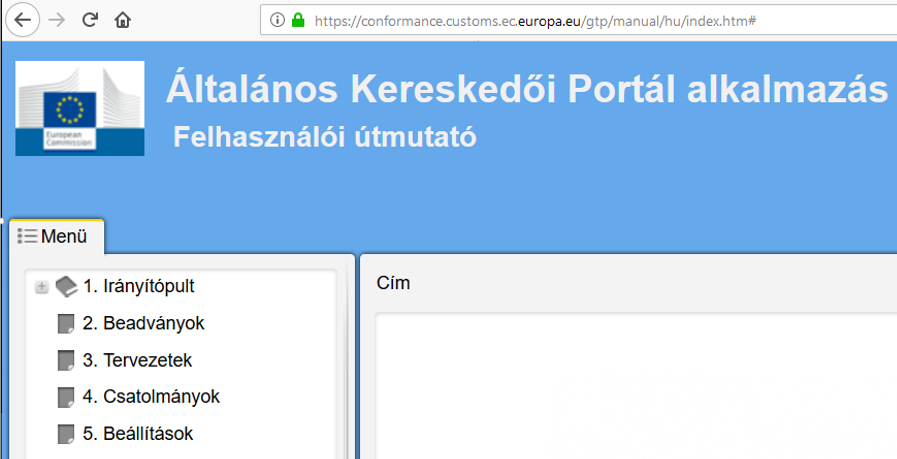 https://conformance.customs.ec.europa.eu/gtp/manual/hu/index.htm#
Általános Kereskedői Portál alkalmazás
Felhasználói útmutató
European
Commission
Menü
1. Irányítópult
2. Beadványok
3. Tervezetek
4. Csatolmányok
5. Beállítások
Cím